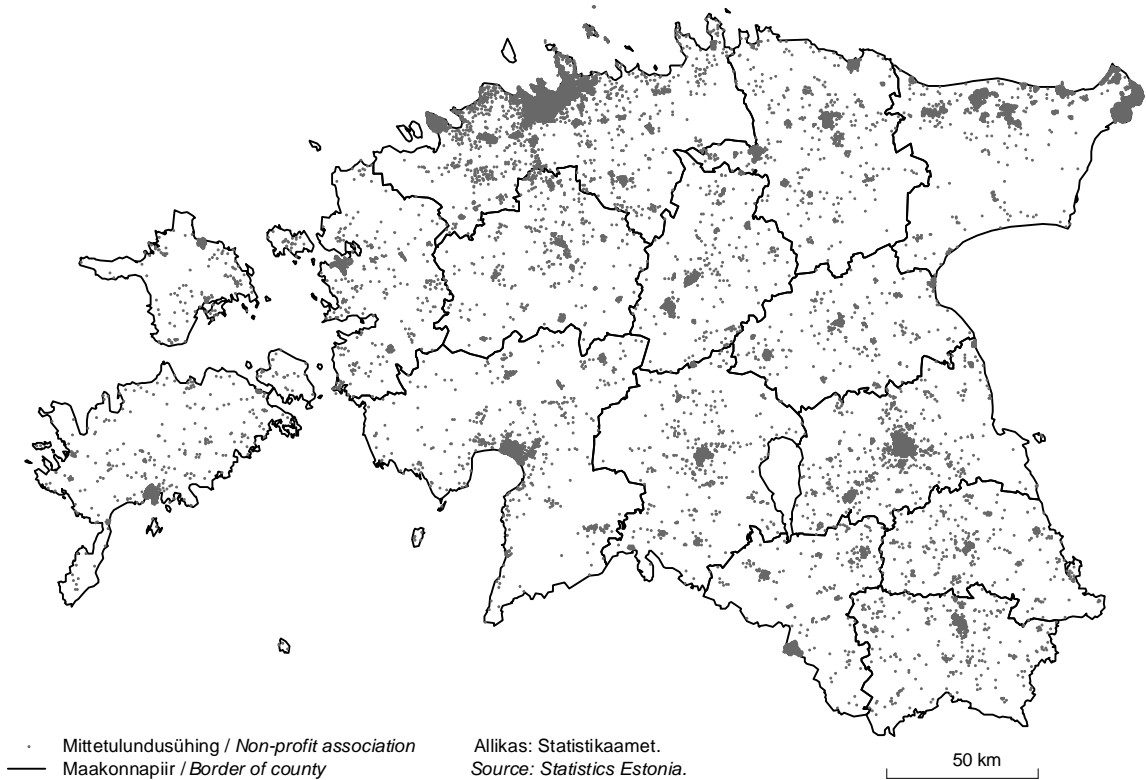 Mittetulundusühing / Non-profit association
Maakonnapiir / Border of county
Allikas: Statistikaamet.
Source: Statistics Estonia.
50 km